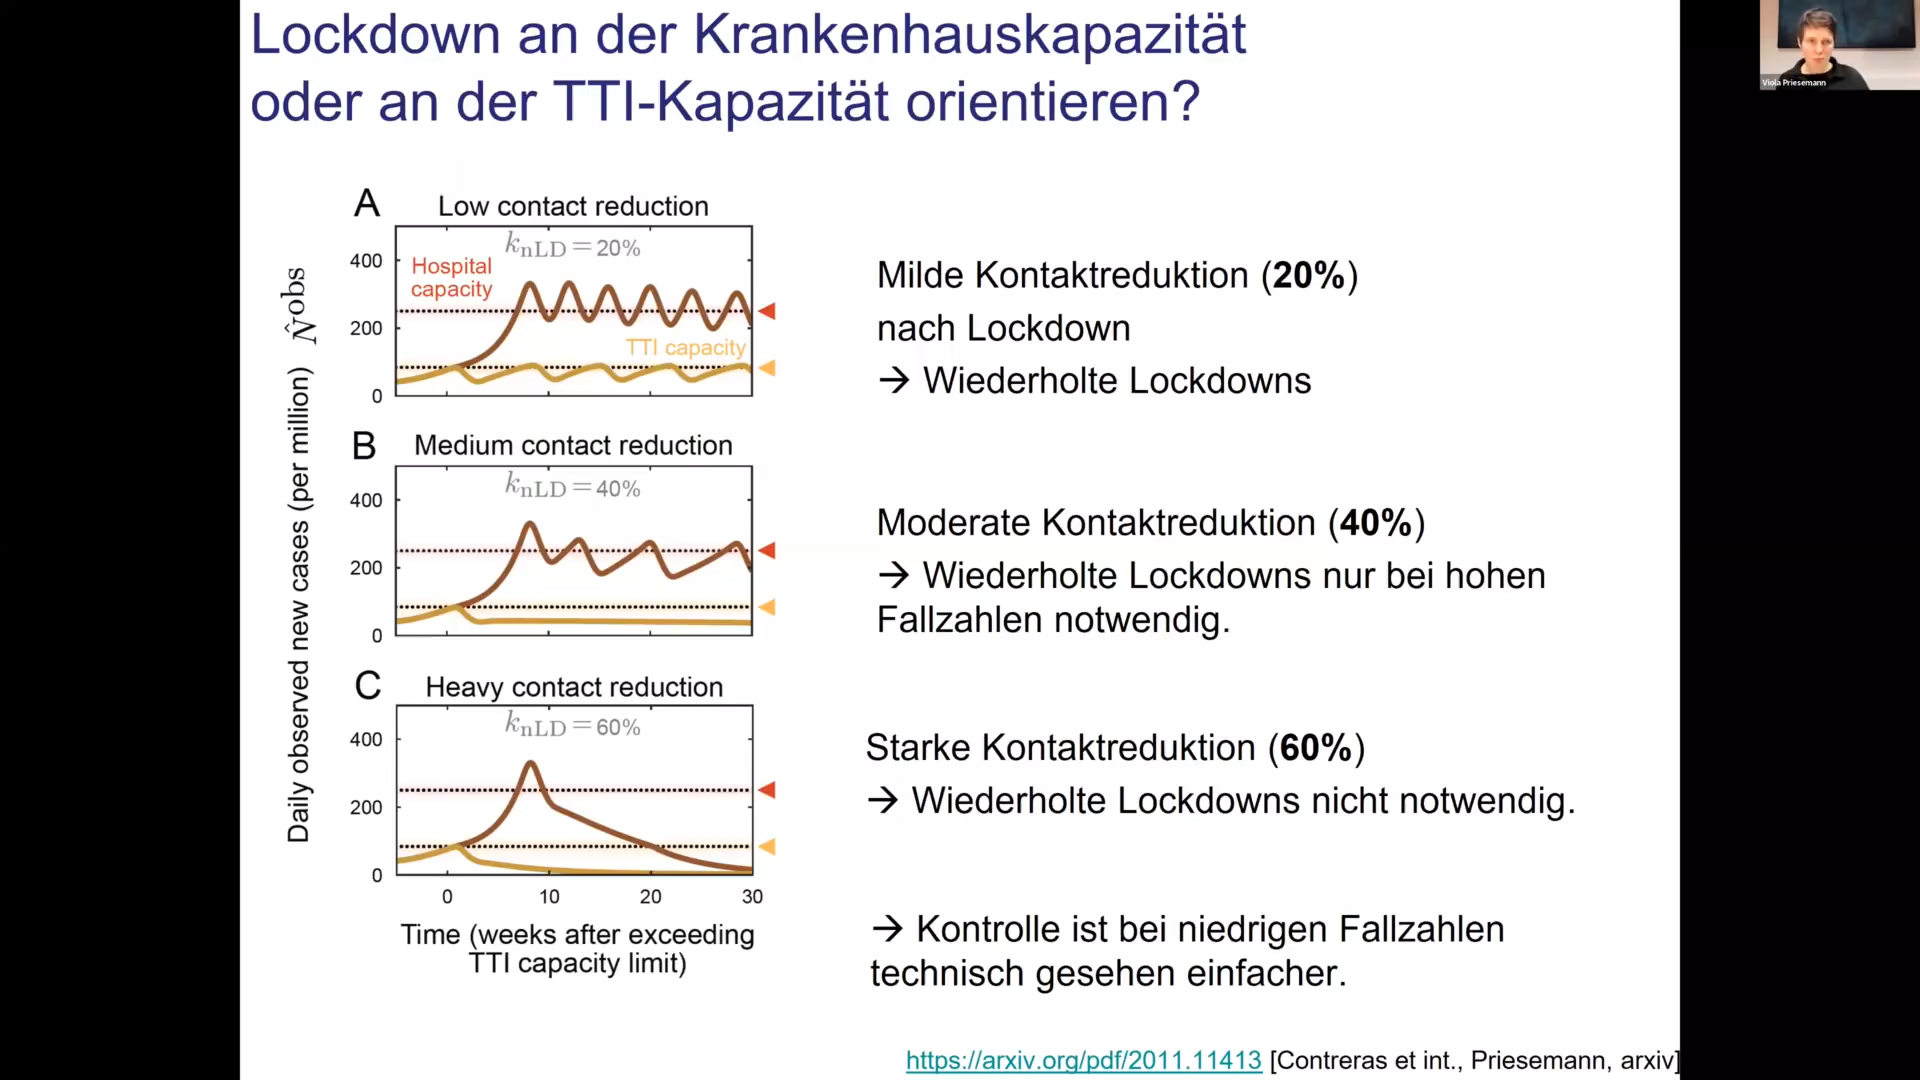 Lockdown an der Krankenhauskapazität
oder an der TTI-Kapazität orientieren?
Viola Priesemann
Daily observed new cases (per million) N̂obs
A
Low contact reduction
knLD = 20%
Hospital
capacity
TTI capacity
400
200
0
Milde Kontaktreduktion (20%)
nach Lockdown
→ Wiederholte Lockdowns
B
Medium contact reduction
knLD = 40%
400
200
0
Moderate Kontaktreduktion (40%)
→ Wiederholte Lockdowns nur bei hohen
Fallzahlen notwendig.
C
Heavy contact reduction
knLD = 60%
400
200
0
0 10 20 30
Time (weeks after exceeding
TTI capacity limit)
Starke Kontaktreduktion (60%)
→ Wiederholte Lockdowns nicht notwendig.
→ Kontrolle ist bei niedrigen Fallzahlen
technisch gesehen einfacher.
https://arxiv.org/pdf/2011.11413 [Contreras et int., Priesemann, arxiv]